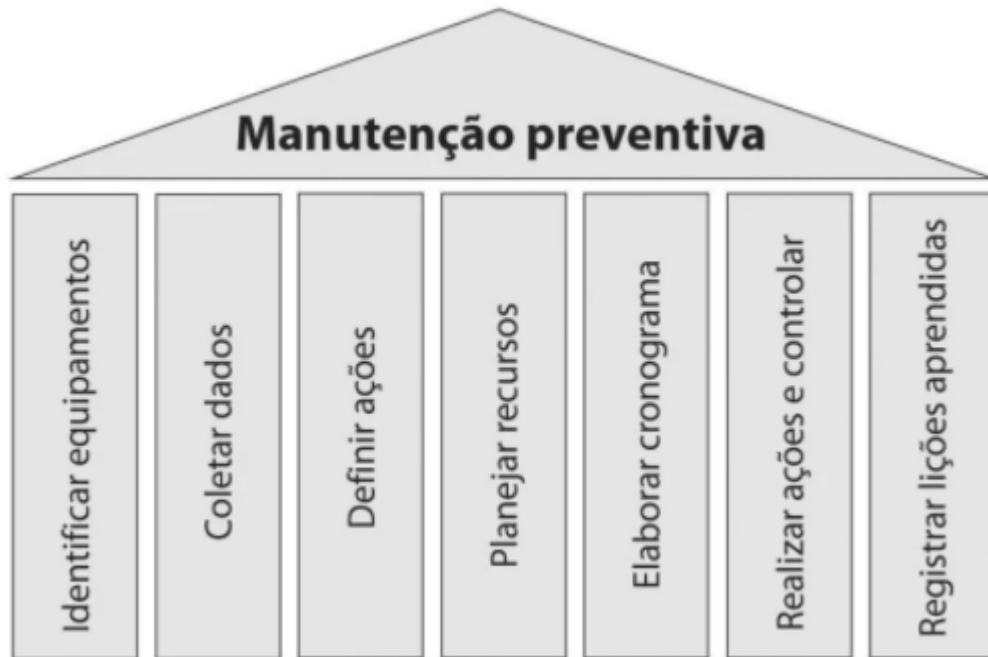 Manutenção preventiva
Identificar equipamentos
Coletar dados
Definir ações
Planejar recursos
Elaborar cronograma
Realizar ações e controlar
Registrar lições aprendidas